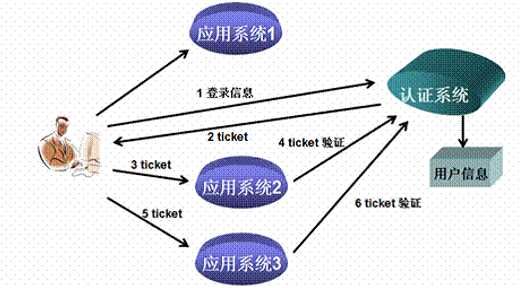 应用系统1
1 登录信息
认证系统
2 ticket
4 ticket 验证
3 ticket
用户信息
应用系统2
6 ticket 验证
5 ticket
应用系统3